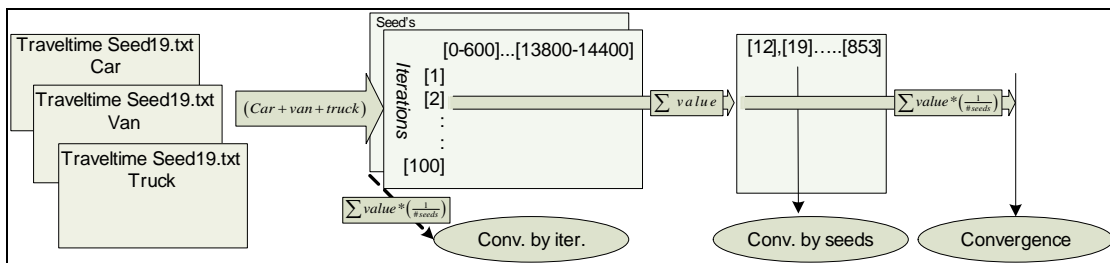 Traveltime Seed19.txt
Car
Traveltime Seed19.txt
Van
Traveltime Seed19.txt
Truck
(Car+van+truck)
Seed's
[0-600]...[13800-14400]
Iterations
[1]
[2]
.
.
.
[100]
∑ value*(1/#seeds)
Conv. by iter.
∑ value
[12],[19].....[853]
∑ value*(1/#seeds)
Conv. by seeds
Convergence